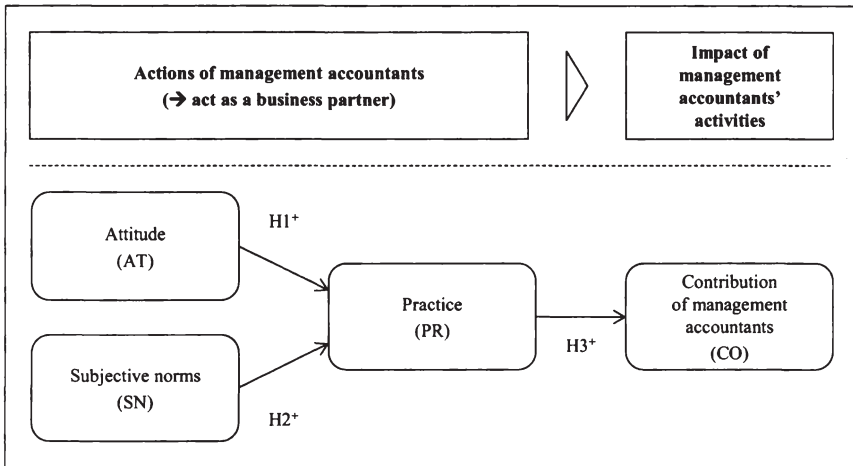 Actions of management accountants
(→ act as a business partner)
Impact of
management
accountants'
activities
Attitude
(AT)
H1+
Subjective norms
(SN)
H2+
Practice
(PR)
H3+
Contribution
of management
accountants
(CO)